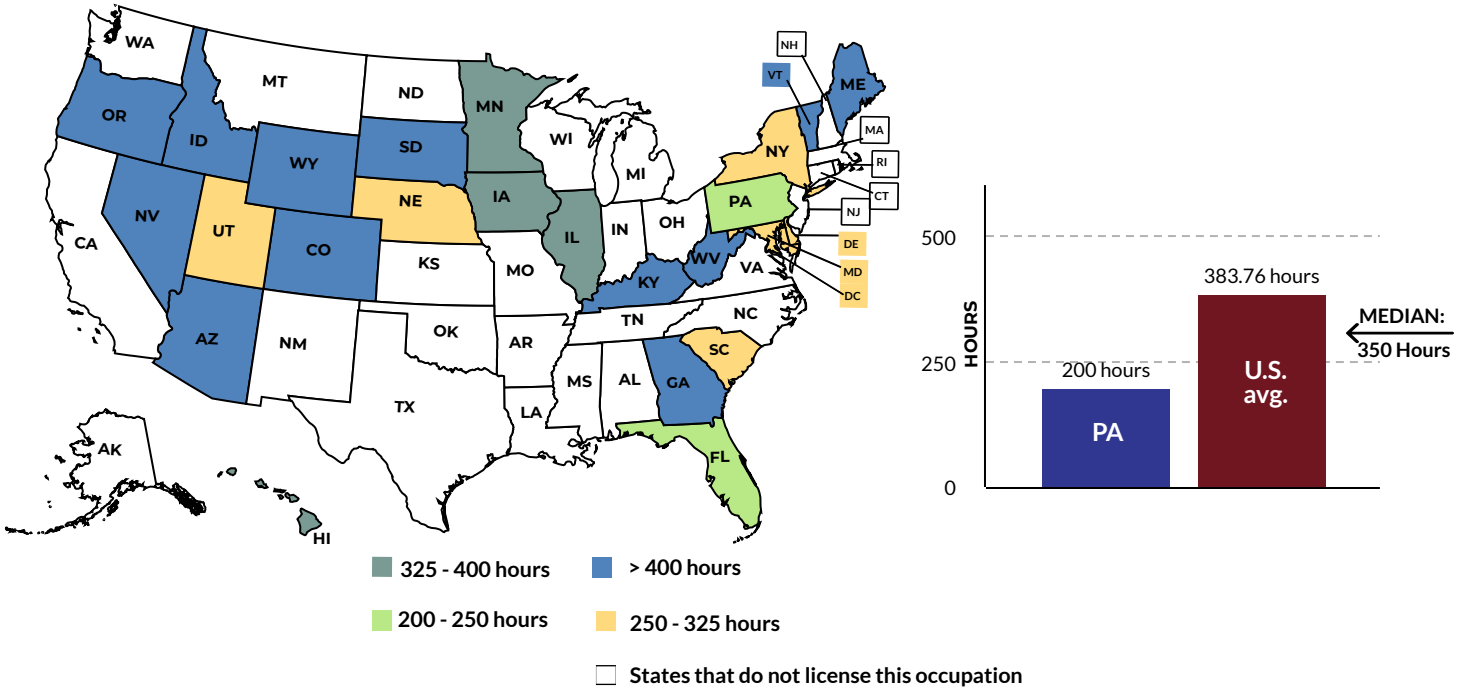 WA
MT
ND
MN
OR
ID
WY
SD
WI
MI
NH
VT
ME
MA
RI
CT
NJ
NY
NV
UT
CO
NE
IA
IL
IN
OH
PA
DE
MD
DC
CA
KS
MO
KY
WV
VA
AZ
NM
OK
AR
TN
NC
SC
TX
LA
MS
AL
GA
FL
AK
HI
325 - 400 hours
> 400 hours
200 - 250 hours
250 - 325 hours
States that do not license this occupation
HOURS
500
250
0
200 hours
PA
383.76 hours
U.S.
avg.
MEDIAN:
350 Hours